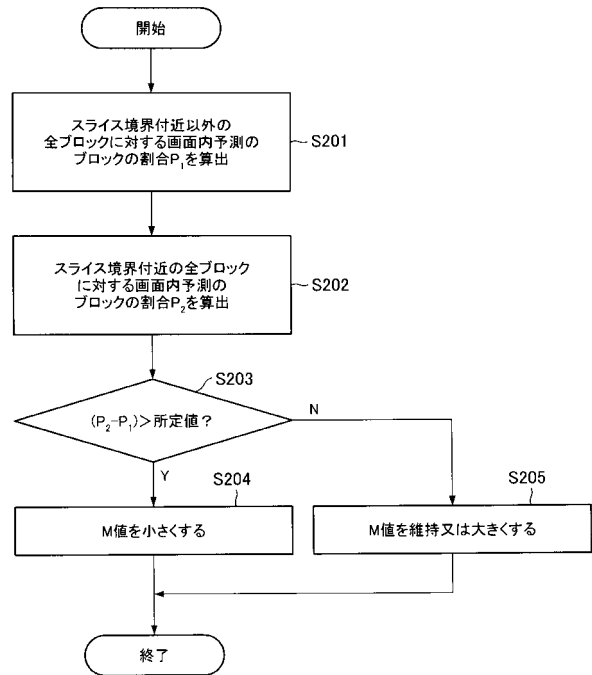 開始
スライス境界付近以外の
全ブロックに対する画面内予測の
ブロックの割合P₁を算出
S201
スライス境界付近の全ブロック
に対する画面内予測の
ブロックの割合P₂を算出
S202
S203
(P₂−P₁)>所定値?
N
Y
S204
M値を小さくする
S205
M値を維持又は大きくする
終了